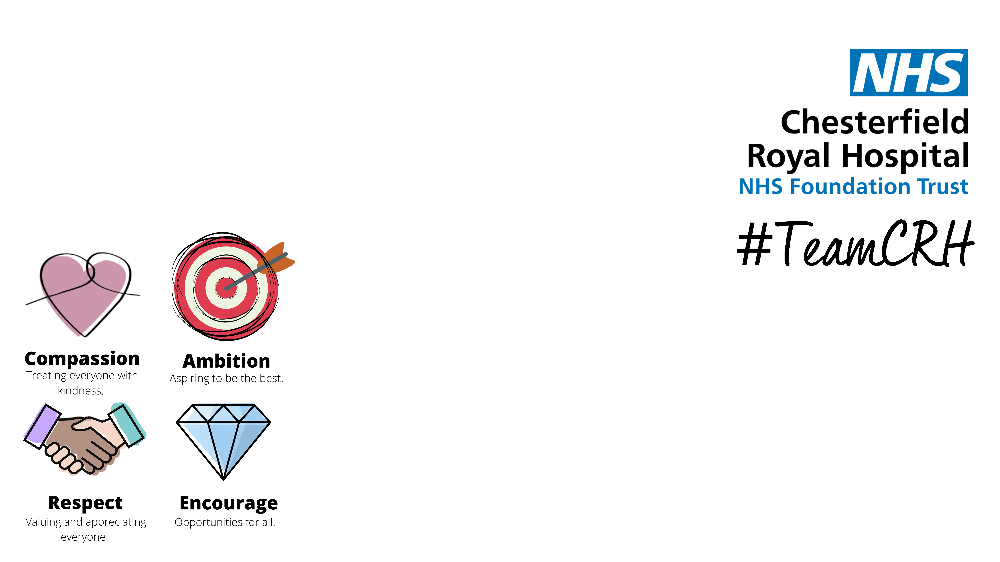 NHS
Chesterfield
Royal Hospital
NHS Foundation Trust
#TeamCRH
Compassion
Treating everyone with
kindness.
Ambition
Aspiring to be the best.
Respect
Valuing and appreciating
everyone.
Encourage
Opportunities for all.